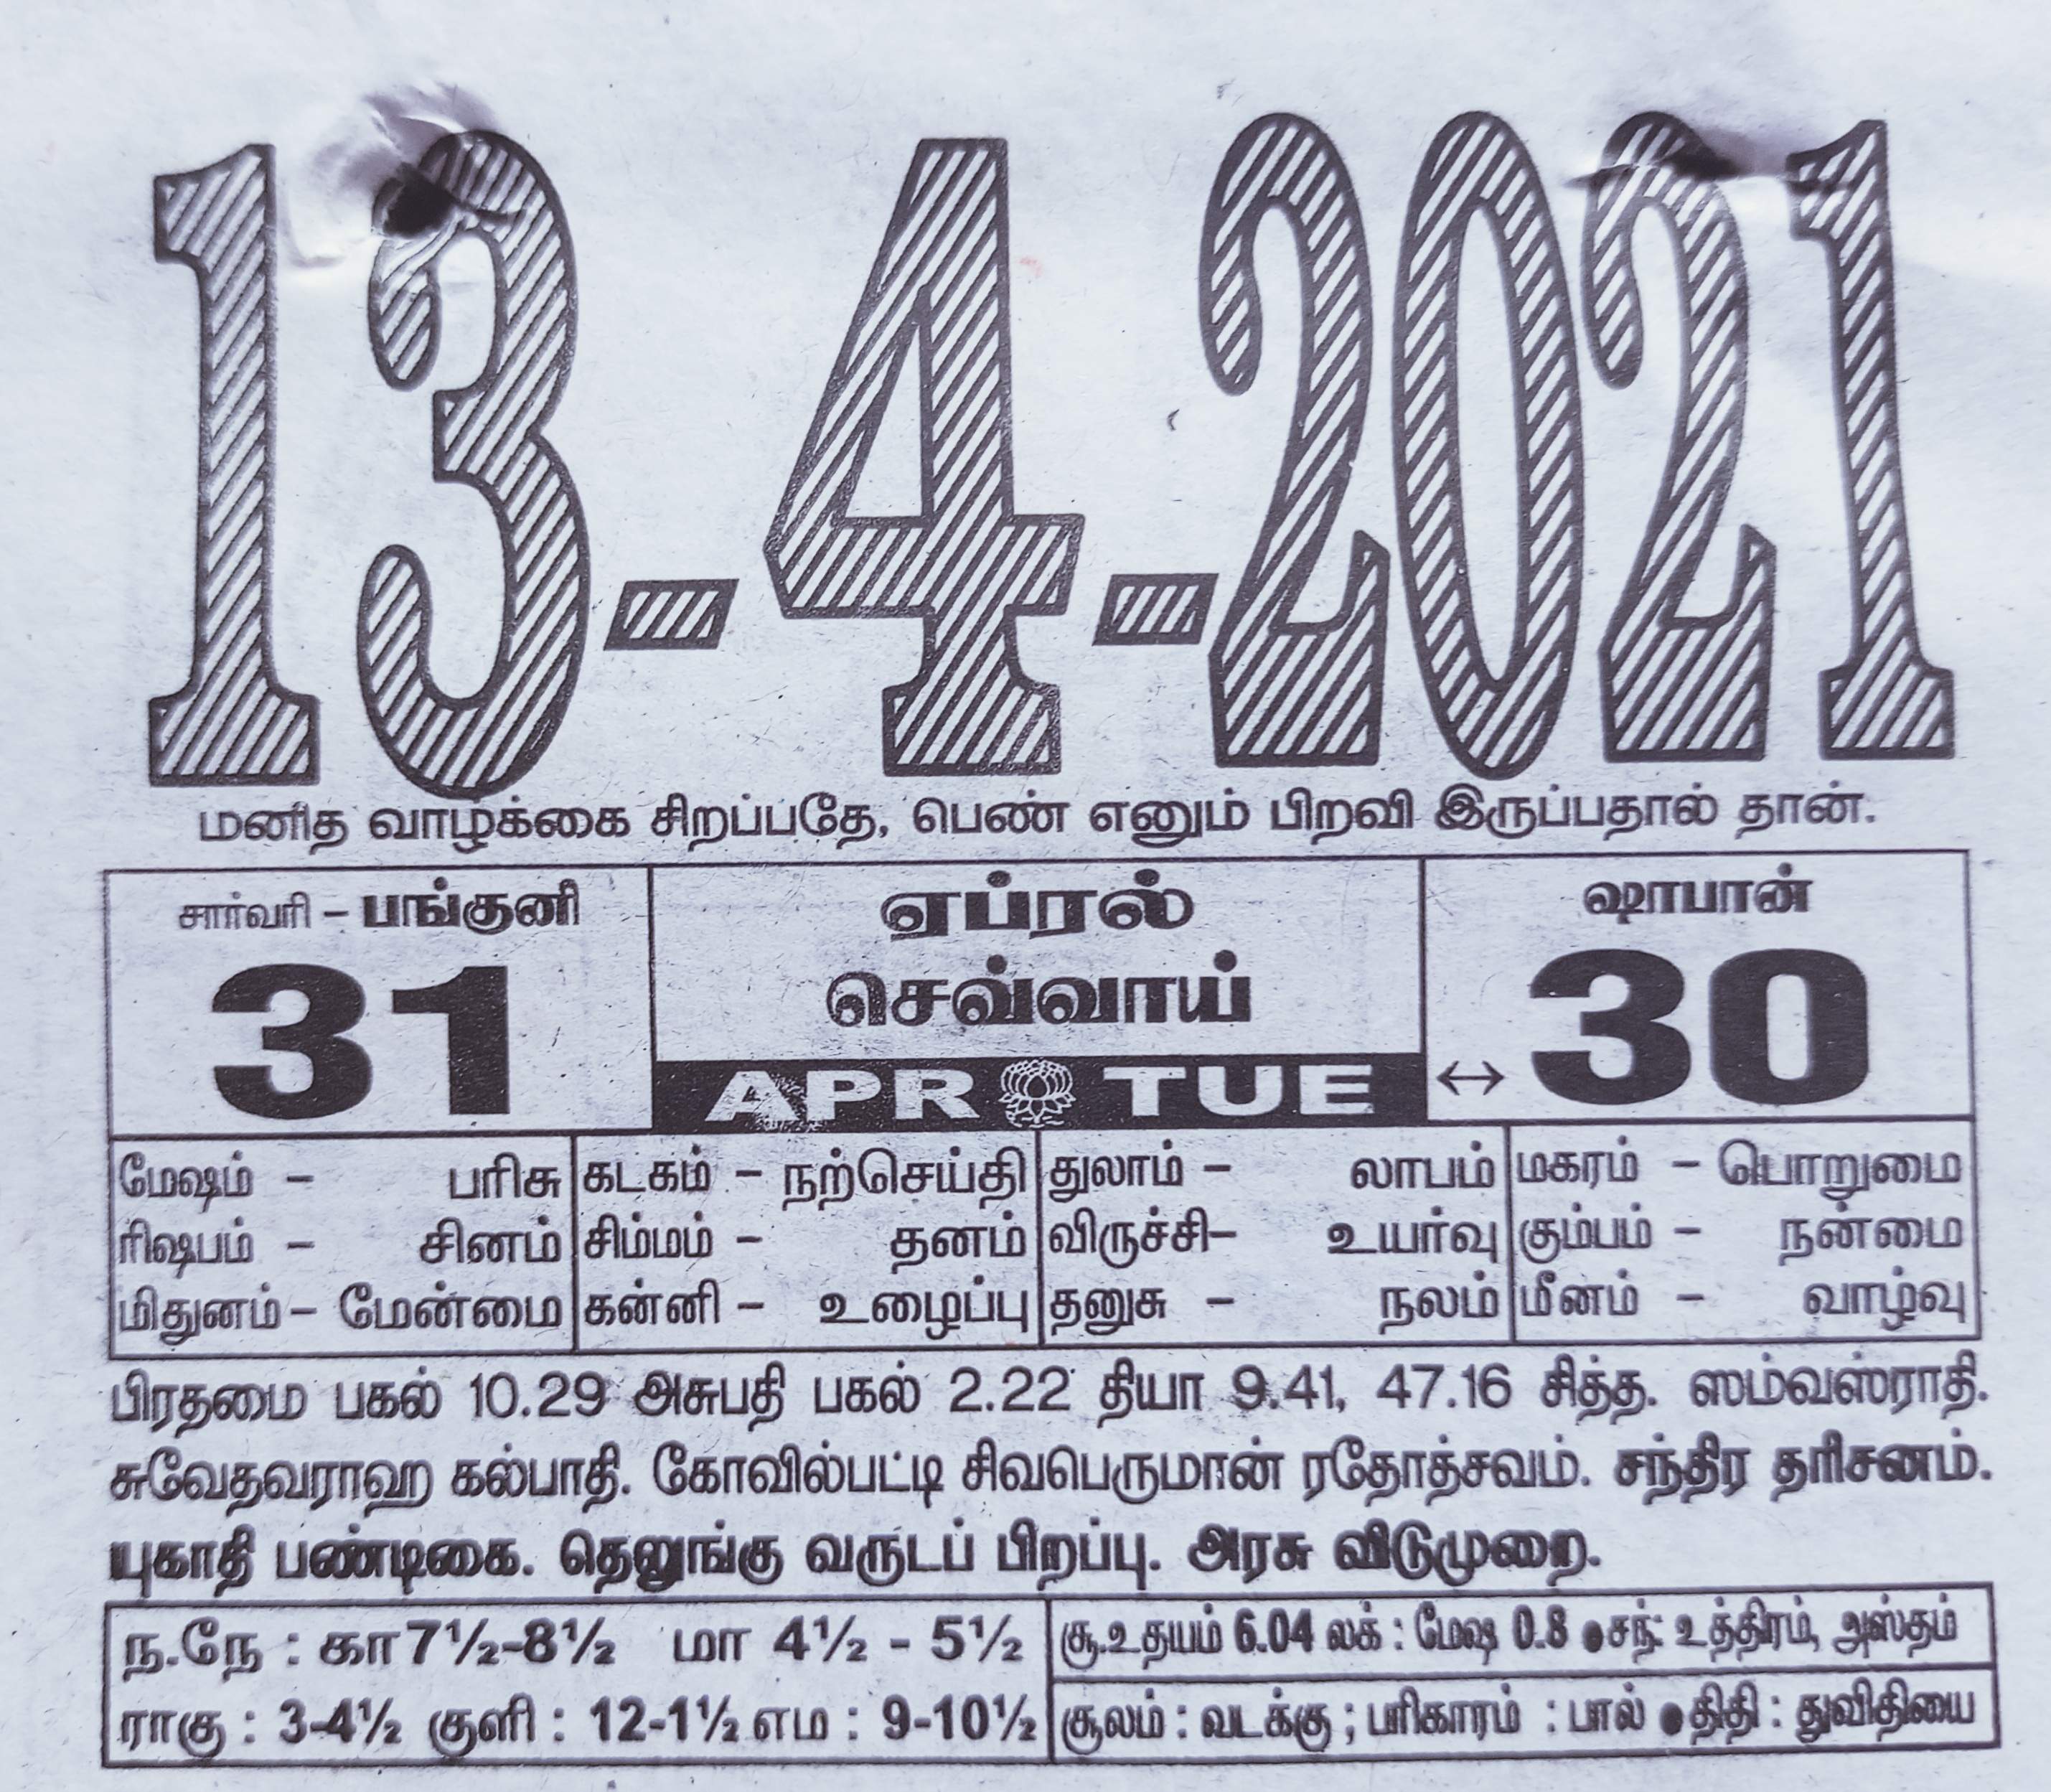 13-4-2021
மனித வாழ்க்கை சிறப்பதே, பெண் எனும் பிறவி இருப்பதால் தான்.
சார்வரி – பங்குனி
31
ஏப்ரல்
செவ்வாய்
APR TUE
ஷாபான்
↔ 30
மேஷம் - பரிசு
ரிஷபம் - சினம்
மிதுனம் – மேன்மை
கடகம் - நற்செய்தி
சிம்மம் - தனம்
கன்னி - உழைப்பு
துலாம் - லாபம்
விருச்சி- உயர்வு
தனுசு - நலம்
மகரம் - பொறுமை
கும்பம் - நன்மை
மீனம் - வாழ்வு
பிரதமை பகல் 10.29 அசுபதி பகல் 2.22 தியா 9.41, 47.16 சித்த. ஸம்வஸ்ராதி.
சுவேதவராஹ கல்பாதி. கோவில்பட்டி சிவபெருமான் ரதோத்சவம். சந்திர தரிசனம்.
யுகாதி பண்டிகை. தெலுங்கு வருடப் பிறப்பு. அரசு விடுமுறை.
ந.நே : கா 7½-8½ மா 4½ - 5½
ராகு : 3-4½ குளி : 12-1½ எம : 9-10½
சூ.உதயம் 6.04 லக் : மேஷ 0.8 ●சந்: உத்திரம், அஸ்தம்
சூலம் : வடக்கு ; பரிகாரம் : பால் ●திதி : துவிதியை